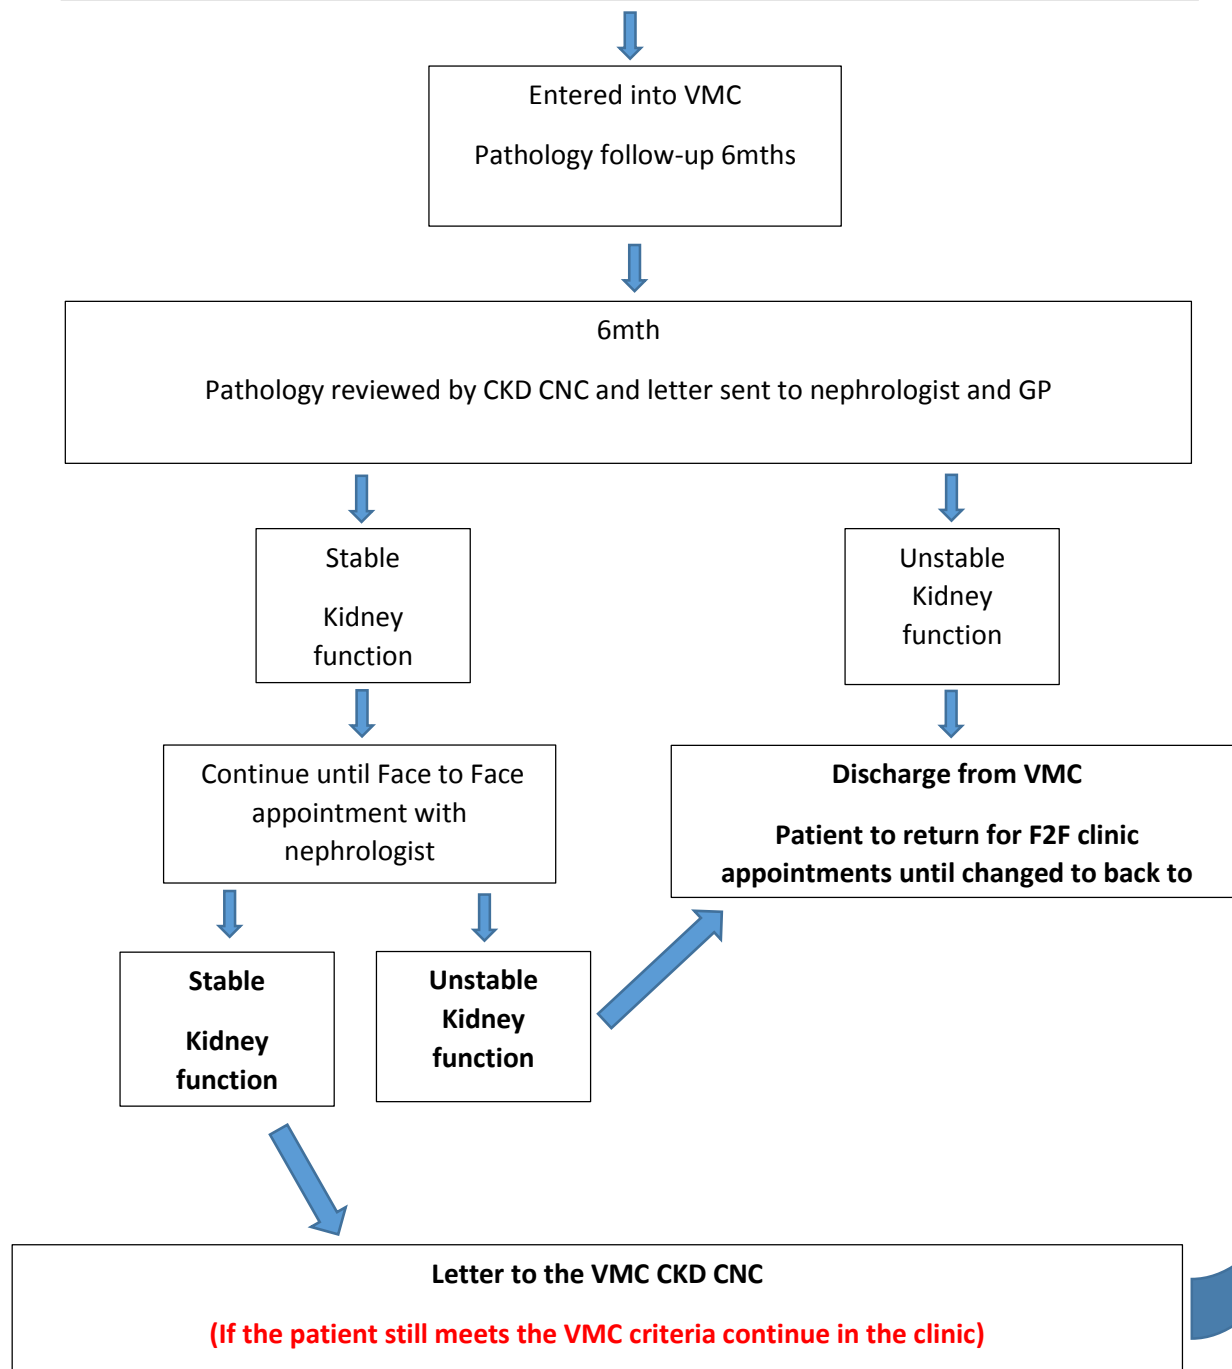 Entered into VMC
Pathology follow-up 6mths
6mth
Pathology reviewed by CKD CNC and letter sent to nephrologist and GP
Stable
Kidney
function
Unstable
Kidney
function
Continue until Face to Face
appointment with
nephrologist
Discharge from VMC
Patient to return for F2F clinic
appointments until changed to back to
Stable
Kidney
function
Unstable
Kidney
function
Letter to the VMC CKD CNC
(If the patient still meets the VMC criteria continue in the clinic)